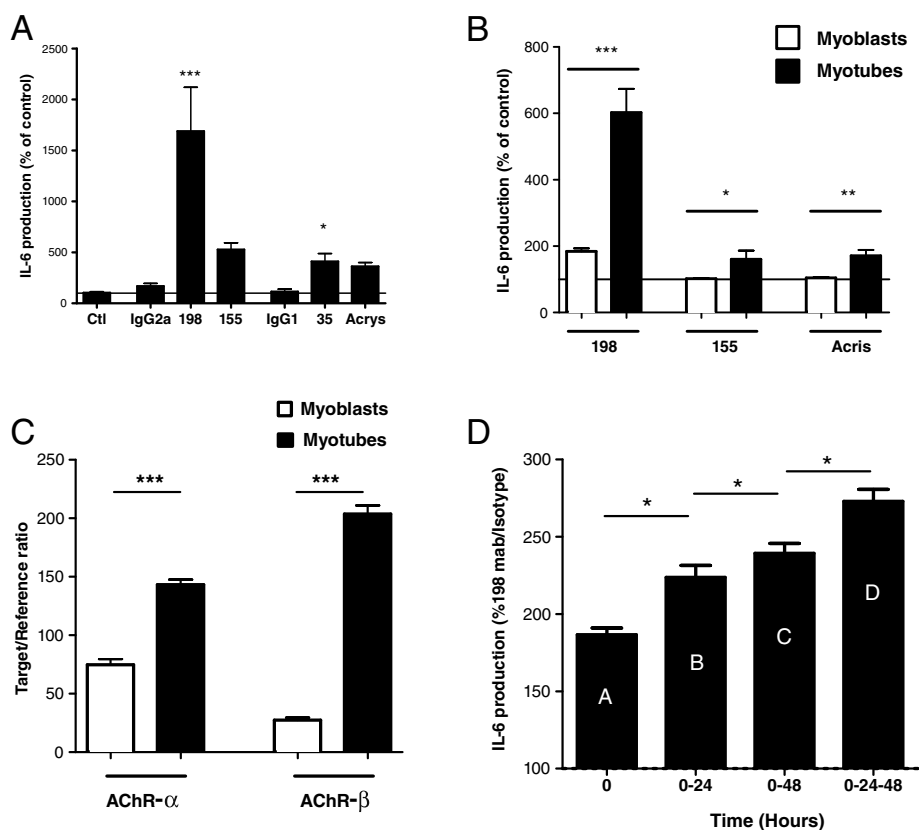 A
IL-6 production (% of control)
2500
2000
1500
1000
500
0
***
*
Ctl IgG2a 198 155 IgG1 35 Acrys
B
Myoblasts
Myotubes
IL-6 production (% of control)
800
600
400
200
0
***
*
**
198 155 Acris
C
Myoblasts
Myotubes
Target/Reference ratio
250
200
150
100
50
0
***
***
AChR-α AChR-β
D
IL-6 production (%198 mab/Isotype)
300
250
200
150
100
*
*
*
A
B
C
D
0 0-24 0-48 0-24-48
Time (Hours)